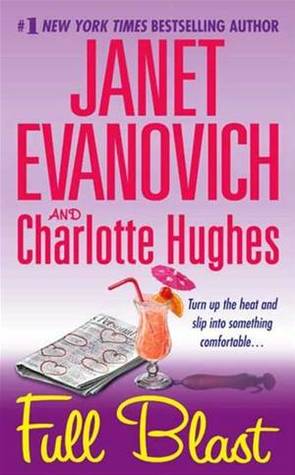 #1 NEW YORK TIMES BESTSELLING AUTHOR
JANET
EVANOVICH
AND
Charlotte Hughes
Turn up the heat and
slip into something
comfortable...
Full Blast